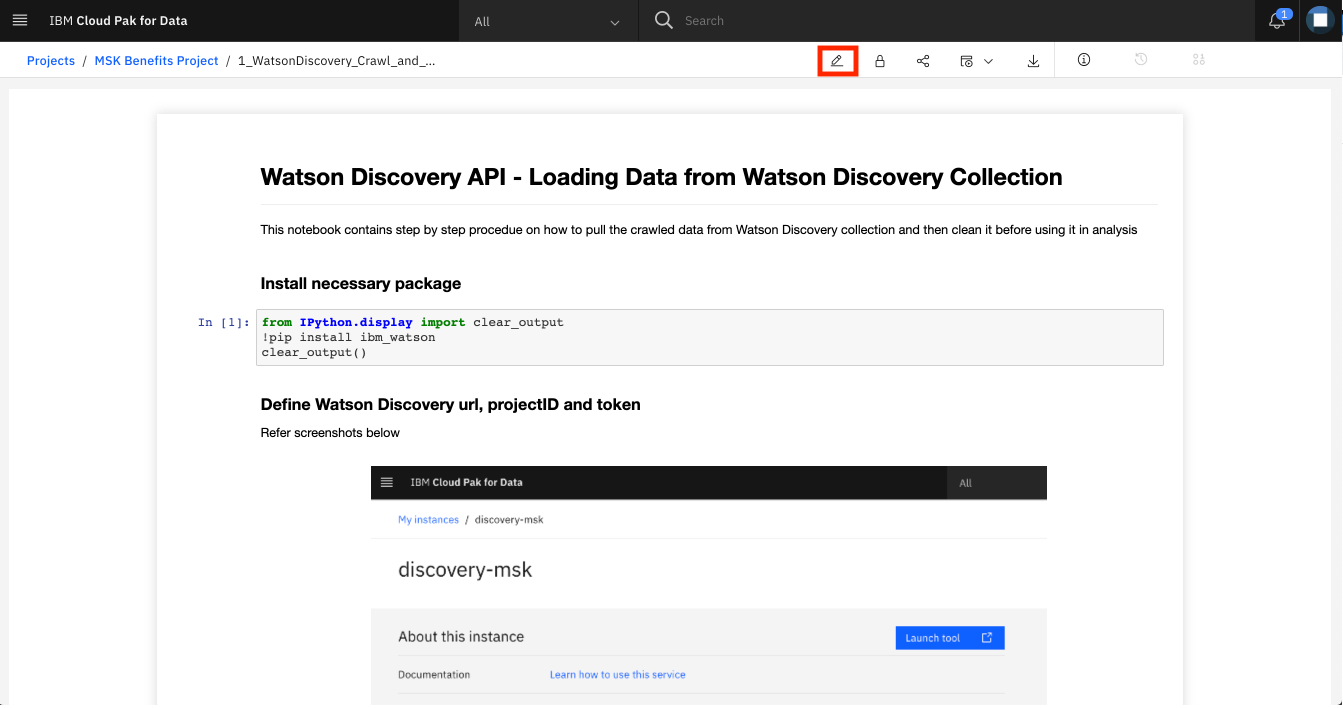 IBM Cloud Pak for Data
All
Search
1
Projects / MSK Benefits Project / 1_WatsonDiscovery_Crawl_and_...
Watson Discovery API - Loading Data from Watson Discovery Collection
This notebook contains step by step procedue on how to pull the crawled data from Watson Discovery collection and then clean it before using it in analysis
Install necessary package
In [1]: from IPython.display import clear_output
!pip install ibm_watson
clear_output()
Define Watson Discovery url, projectID and token
Refer screenshots below
IBM Cloud Pak for Data
All
My instances / discovery-msk
discovery-msk
About this instance
Launch tool
Documentation
Learn how to use this service